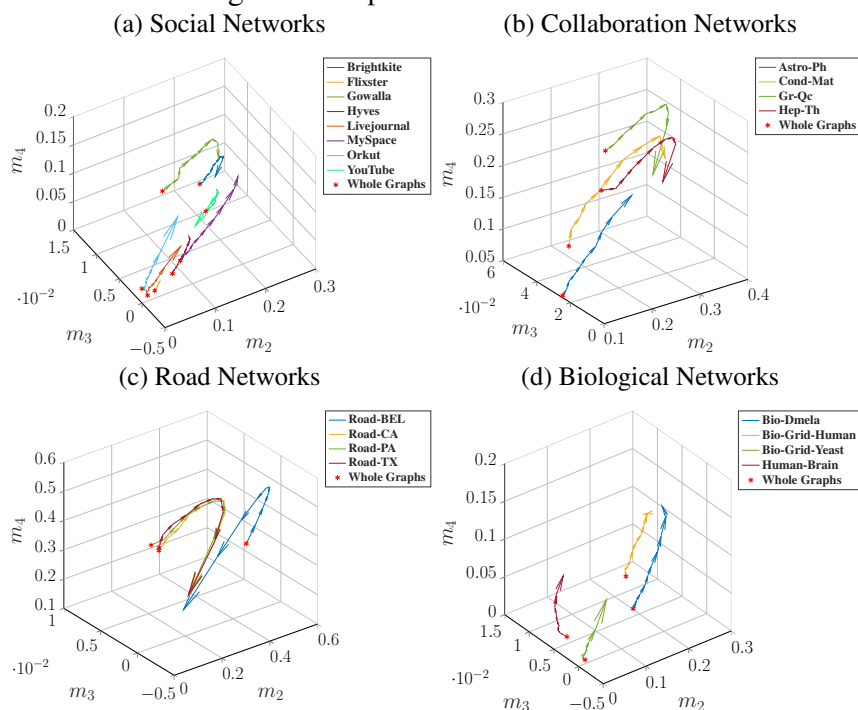 (a) Social Networks
0.2
0.15
0.1
0.05
0
m4
1.5
1
0.5
0
−0.5
·10−2
m3
0
0.1
0.2
0.3
m2
Brightkite
Flixster
Gowalla
Hyves
Livejournal
MySpace
Orkut
YouTube
Whole Graphs
(b) Collaboration Networks
0.3
0.25
0.2
0.15
0.1
0.05
m4
6
4
2
0
·10−2
m3
0.1
0.2
0.3
0.4
m2
Astro-Ph
Cond-Mat
Gr-Qc
Hep-Th
Whole Graphs
(c) Road Networks
0.6
0.5
0.4
0.3
0.2
0.1
m4
1
0.5
0
−0.5
·10−2
m3
0
0.2
0.4
0.6
m2
Road-BEL
Road-CA
Road-PA
Road-TX
Whole Graphs
(d) Biological Networks
0.2
0.15
0.1
0.05
0
m4
1.5
1
0.5
0
−0.5
·10−2
m3
0
0.1
0.2
0.3
m2
Bio-Dmela
Bio-Grid-Human
Bio-Grid-Yeast
Human-Brain
Whole Graphs